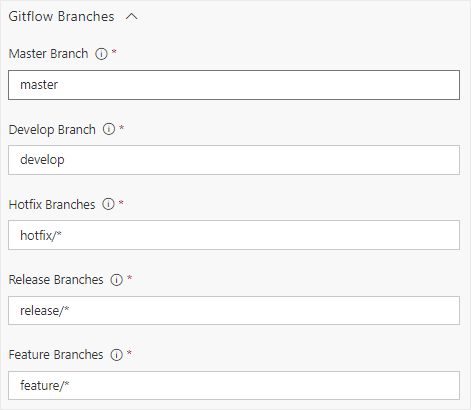 Gitflow Branches
Master Branch *
master
Develop Branch *
develop
Hotfix Branches *
hotfix/*
Release Branches *
release/*
Feature Branches *
feature/*